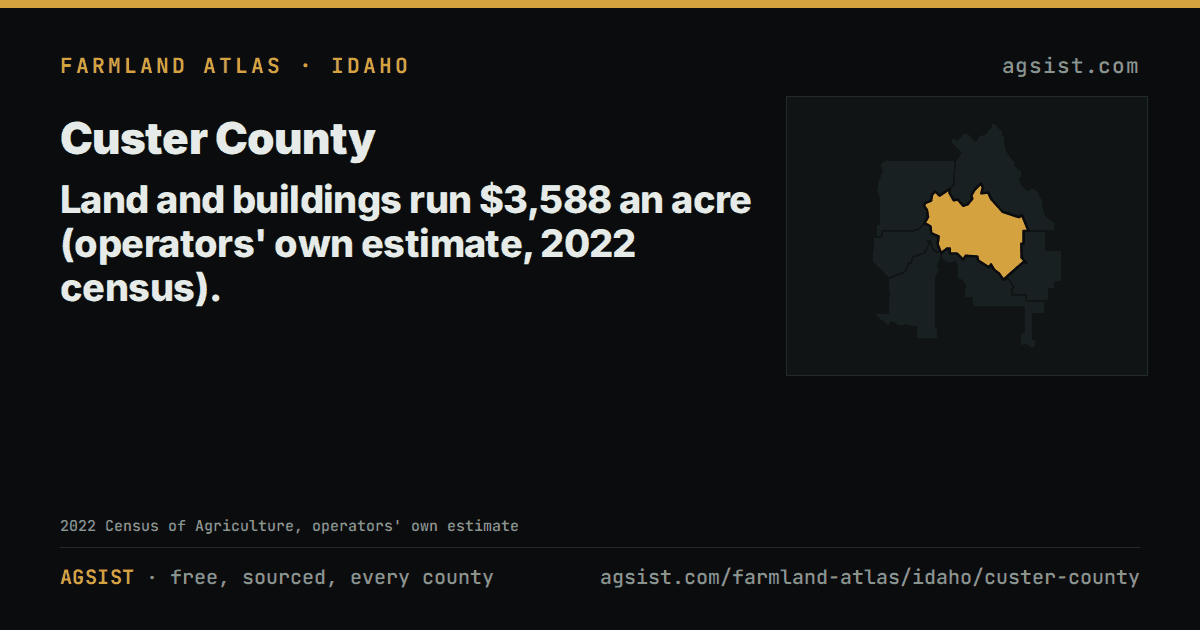 FARMLAND ATLAS · IDAHO
agsist.com
Custer County
Land and buildings run $3,588 an acre
(operators' own estimate, 2022
census).
2022 Census of Agriculture, operators' own estimate
AGSIST · free, sourced, every county
agsist.com/farmland-atlas/idaho/custer-county